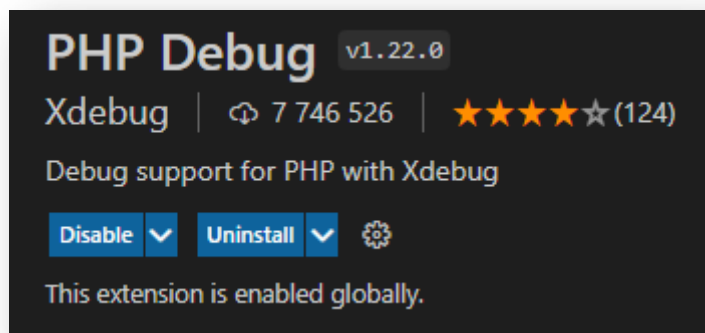 PHP Debug v1.22.0
Xdebug 7 746 526 (124)
Debug support for PHP with Xdebug
Disable Uninstall
This extension is enabled globally.